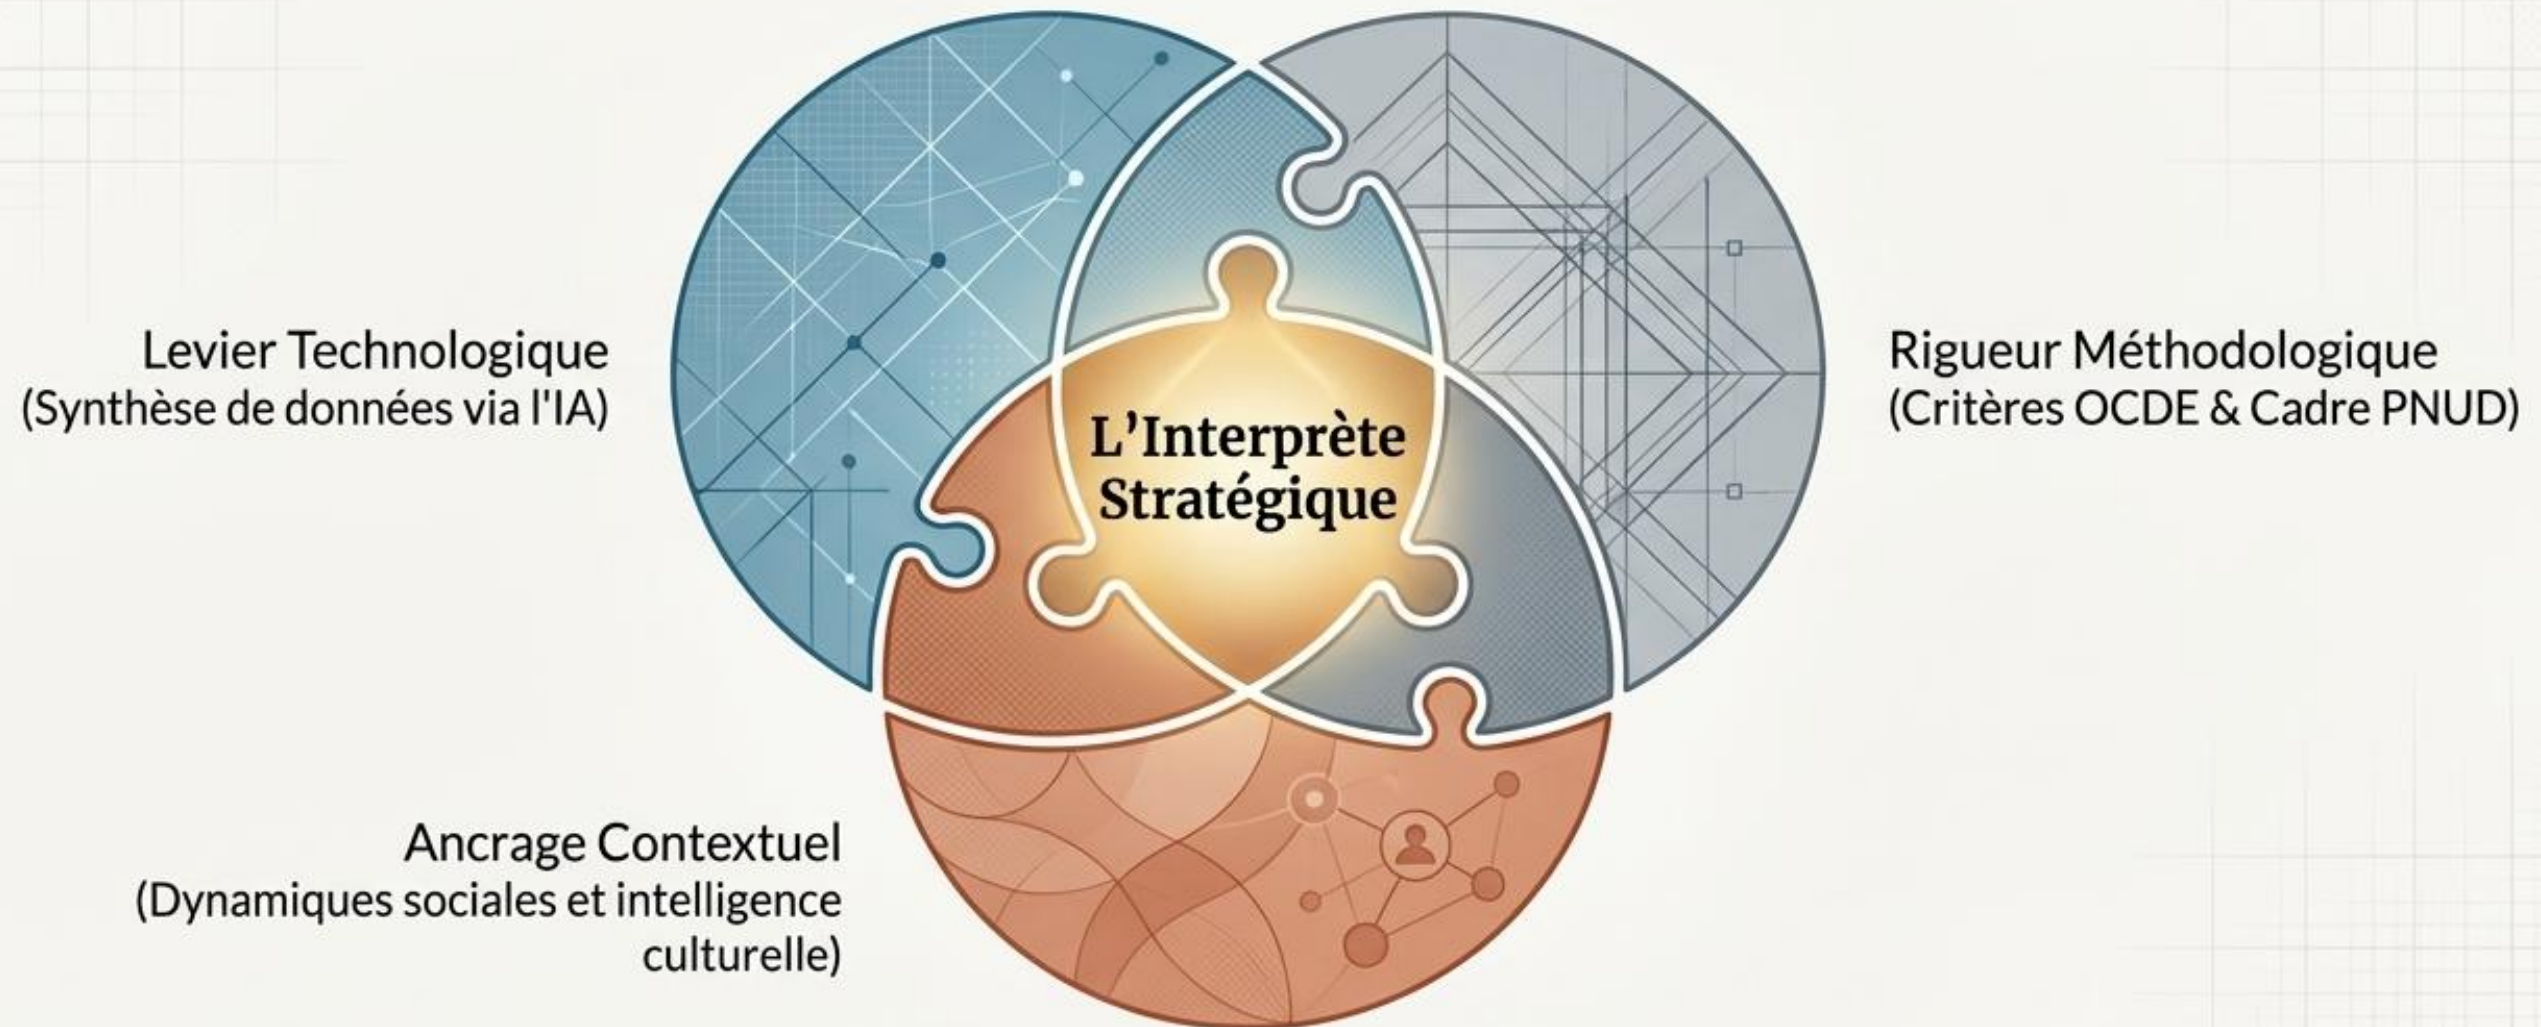 Levier Technologique
(Synthèse de données via l'IA)
Rigueur Méthodologique
(Critères OCDE & Cadre PNUD)
L’Interprète
Stratégique
Ancrage Contextuel
(Dynamiques sociales et intelligence
culturelle)